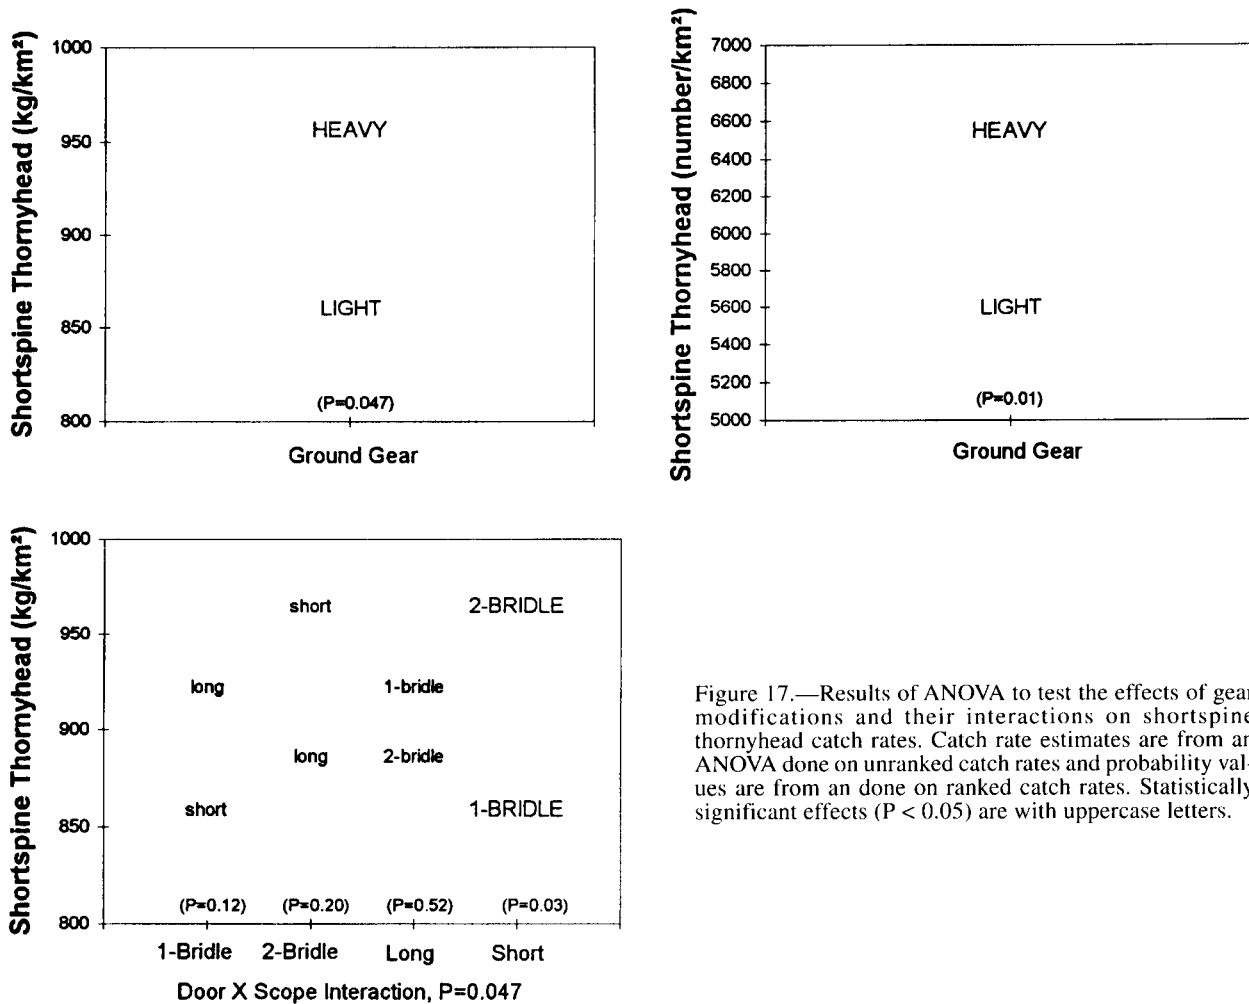 Shortspine Thornyhead (kg/km²)
1000
950
900
850
800
HEAVY
LIGHT
(P=0.047)
Ground Gear
Shortspine Thornyhead (number/km²)
7000
6800
6600
6400
6200
6000
5800
5600
5400
5200
5000
HEAVY
LIGHT
(P=0.01)
Ground Gear
Shortspine Thornyhead (kg/km²)
1000
950
900
850
800
short 2-BRIDLE
long 1-bridle
long 2-bridle
short 1-BRIDLE
(P=0.12) (P=0.20) (P=0.52) (P=0.03)
1-Bridle 2-Bridle Long Short
Door X Scope Interaction, P=0.047
Figure 17.—Results of ANOVA to test the effects of gear
modifications and their interactions on shortspine
thornyhead catch rates. Catch rate estimates are from an
ANOVA done on unranked catch rates and probability val-
ues are from an done on ranked catch rates. Statistically
significant effects (P < 0.05) are with uppercase letters.